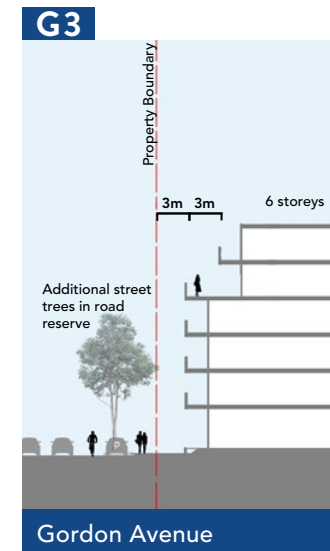 G3
Property Boundary
3m 3m
6 storeys
Additional street
trees in road
reserve
P
Gordon Avenue